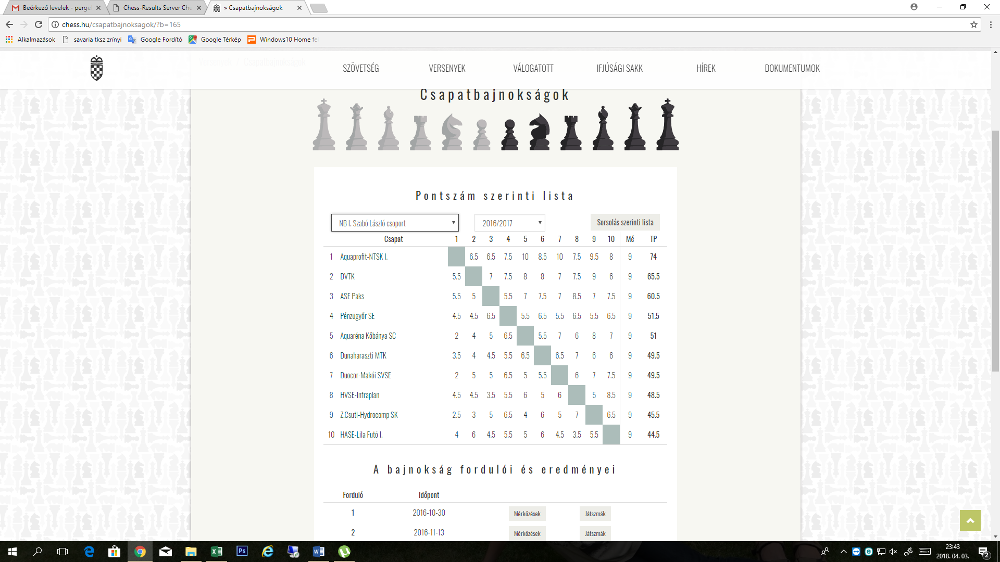 Beérkező levelek - perge
Chess-Results Server Che
» Csapatbajnokságok
chess.hu/csapatbajnoksagok/?b=165
Alkalmazások savaria tksz zrínyi Google Fordító Google Térkép Windows10 Home fe
SZÖVETSÉG VERSENYEK VÁLOGATOTT IFJÚSÁGI SAKK HÍREK DOKUMENTUMOK
Versenyek / Csapatbajnokságok
Csapatbajnokságok
Pontszám szerinti lista
NB I. Szabó László csoport 2016/2017 Sorsolás szerinti lista
Csapat 1 2 3 4 5 6 7 8 9 10 Mé TP
1 Aquaprofit-NTSK I. 6.5 6.5 7.5 10 8.5 10 7.5 9.5 8 9 74
2 DVTK 5.5 7 7.5 8 8 7 7.5 9 6 9 65.5
3 ASE Paks 5.5 5 5.5 7 7.5 7 8.5 7 7.5 9 60.5
4 Pénzügyőr SE 4.5 4.5 6.5 5.5 6.5 5.5 6.5 5.5 6.5 9 51.5
5 Aquaréna Kőbánya SC 2 4 5 6.5 5.5 7 6 8 7 9 51
6 Dunaharaszti MTK 3.5 4 4.5 5.5 6.5 6.5 7 6 6 9 49.5
7 Duocor-Makói SVSE 2 5 5 6.5 5 5.5 6 7 7.5 9 49.5
8 HVSE-Infraplan 4.5 4.5 3.5 5.5 6 5 6 5 8.5 9 48.5
9 Z.Csuti-Hydrocomp SK 2.5 3 5 6.5 4 6 5 7 6.5 9 45.5
10 HASE-Lila Futó I. 4 6 4.5 5.5 5 6 4.5 3.5 5.5 9 44.5
A bajnokság fordulói és eredményei
Forduló Időpont
1 2016-10-30 Mérkőzések Játszmák
2 2016-11-13 Mérkőzések Játszmák
23:43
2018. 04. 03.
2